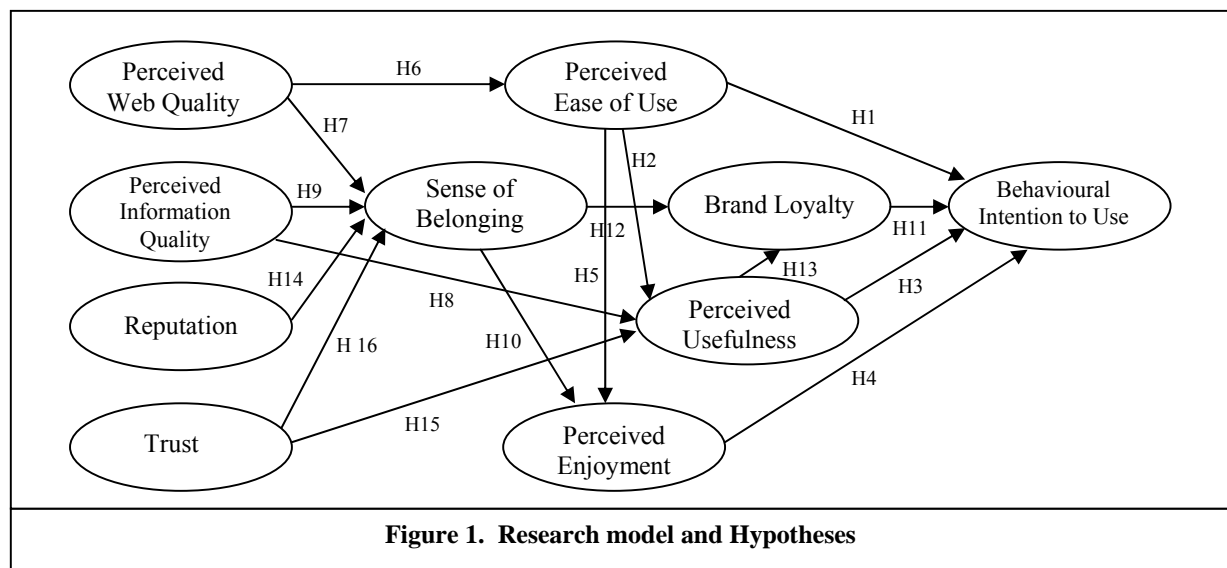 Perceived
Web Quality
H6
Perceived
Ease of Use
H1
H7
H2
Perceived
Information
Quality
H9
Sense of
Belonging
H12
Brand Loyalty
H11
Behavioural
Intention to Use
H14
H8
H5
H13
H3
Reputation
Perceived
Usefulness
H 16
H10
H4
Trust
H15
Perceived
Enjoyment
Figure 1. Research model and Hypotheses